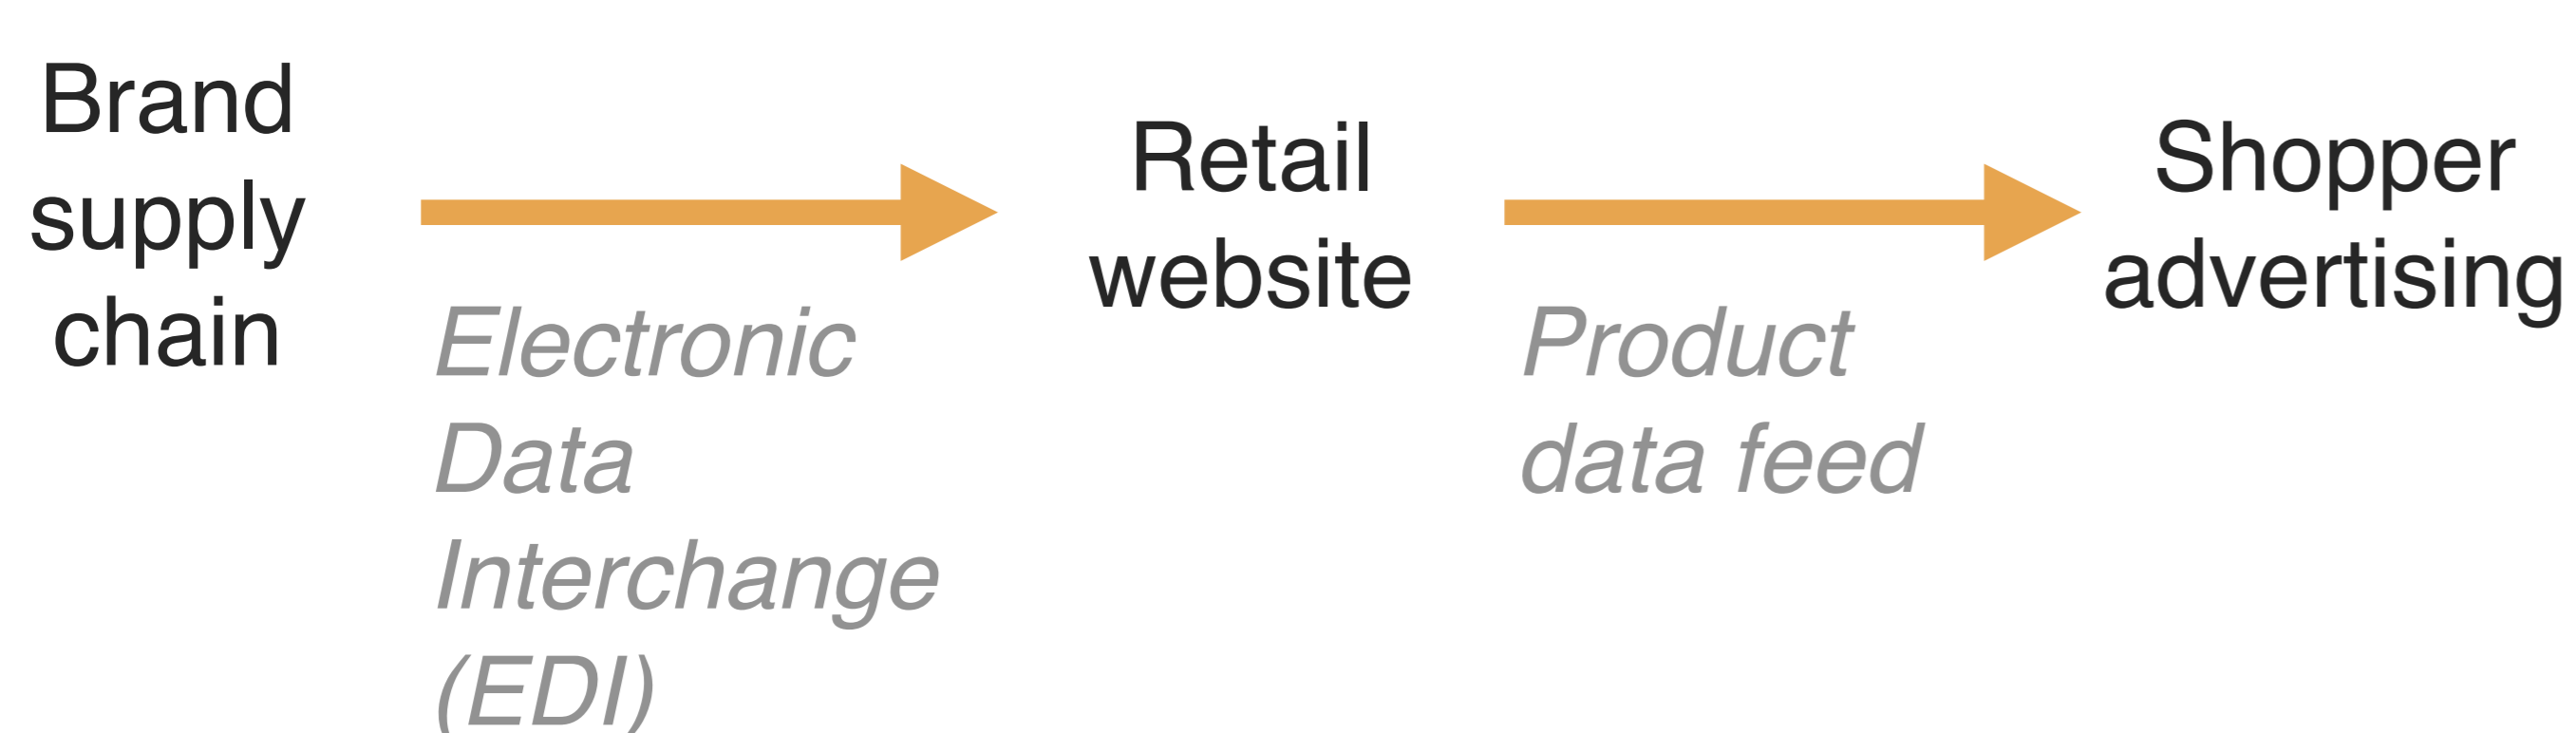 Brand
supply
chain
Electronic
Data
Interchange
(EDI)
Retail
website
Product
data feed
Shopper
advertising